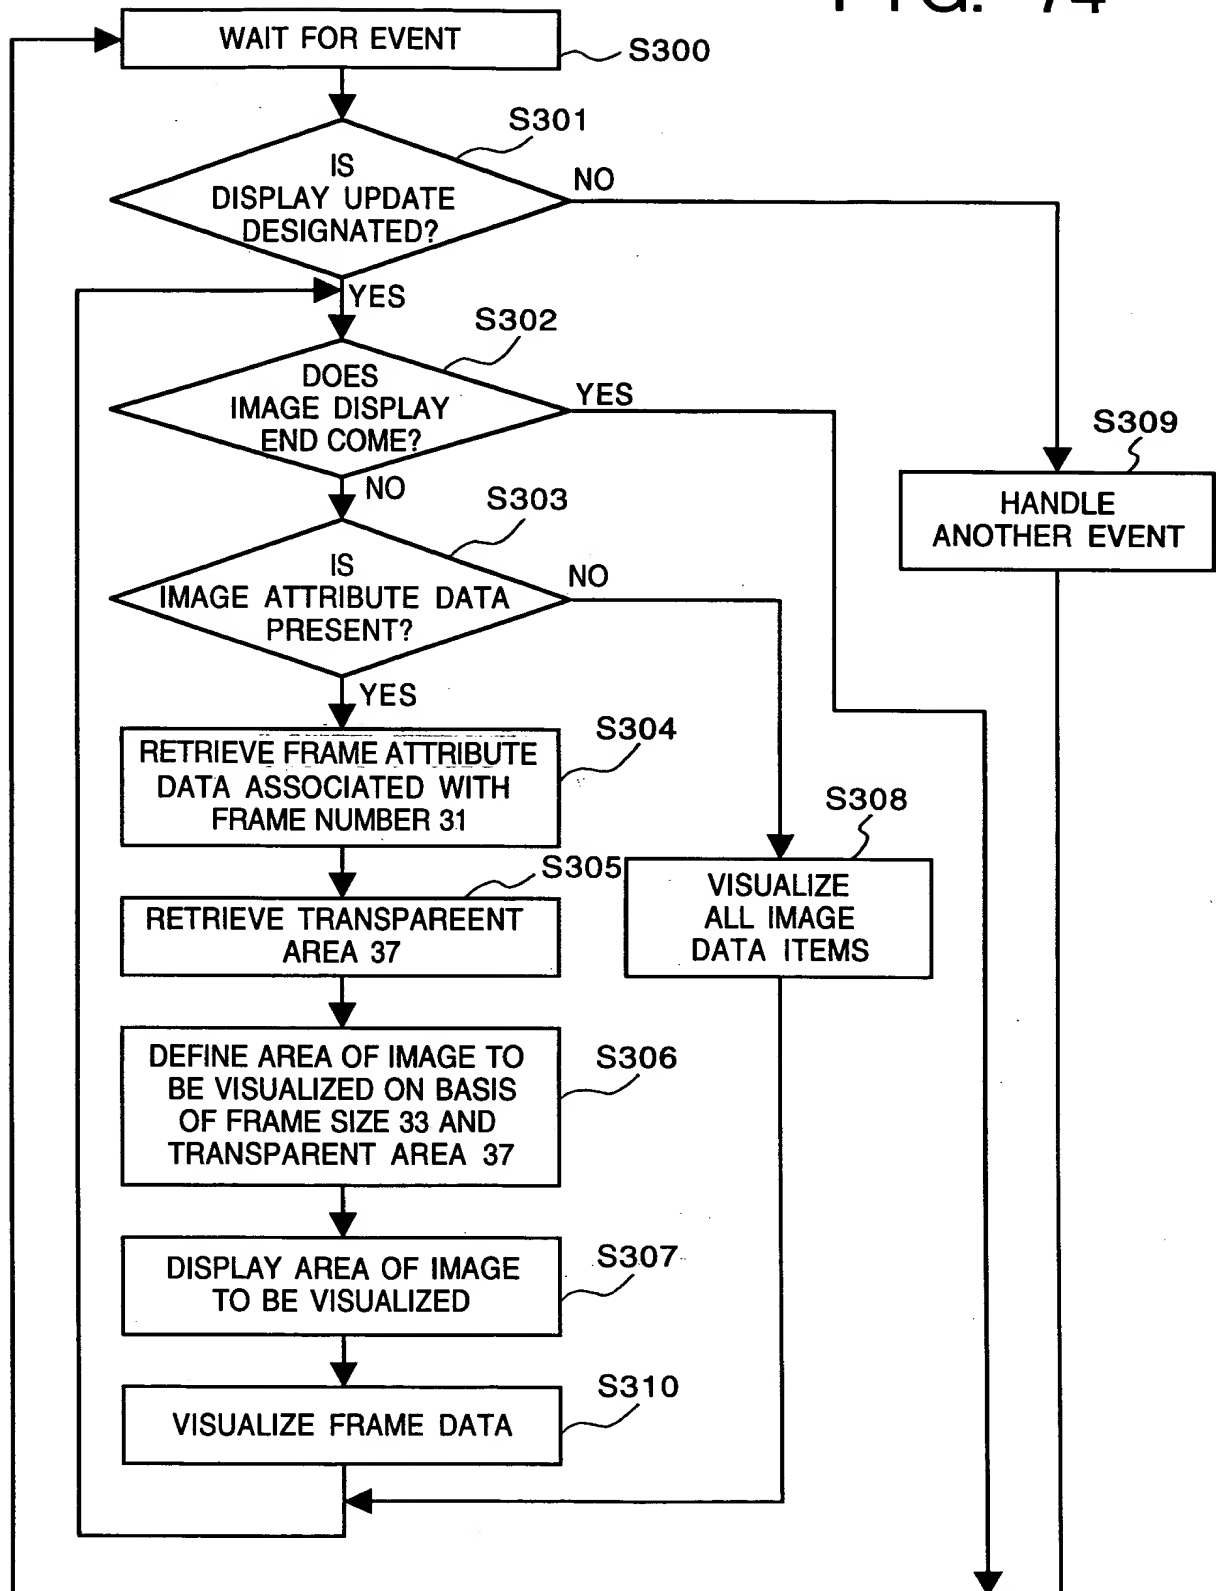 FIG. 74
WAIT FOR EVENT
S300
S301
IS
DISPLAY UPDATE
DESIGNATED?
NO
YES
S302
DOES
IMAGE DISPLAY
END COME?
YES
NO
S303
IS
IMAGE ATTRIBUTE DATA
PRESENT?
NO
YES
S309
HANDLE
ANOTHER EVENT
S304
RETRIEVE FRAME ATTRIBUTE
DATA ASSOCIATED WITH
FRAME NUMBER 31
S308
VISUALIZE
ALL IMAGE
DATA ITEMS
S305
RETRIEVE TRANSPAREENT
AREA 37
S306
DEFINE AREA OF IMAGE TO
BE VISUALIZED ON BASIS
OF FRAME SIZE 33 AND
TRANSPARENT AREA 37
S307
DISPLAY AREA OF IMAGE
TO BE VISUALIZED
S310
VISUALIZE FRAME DATA